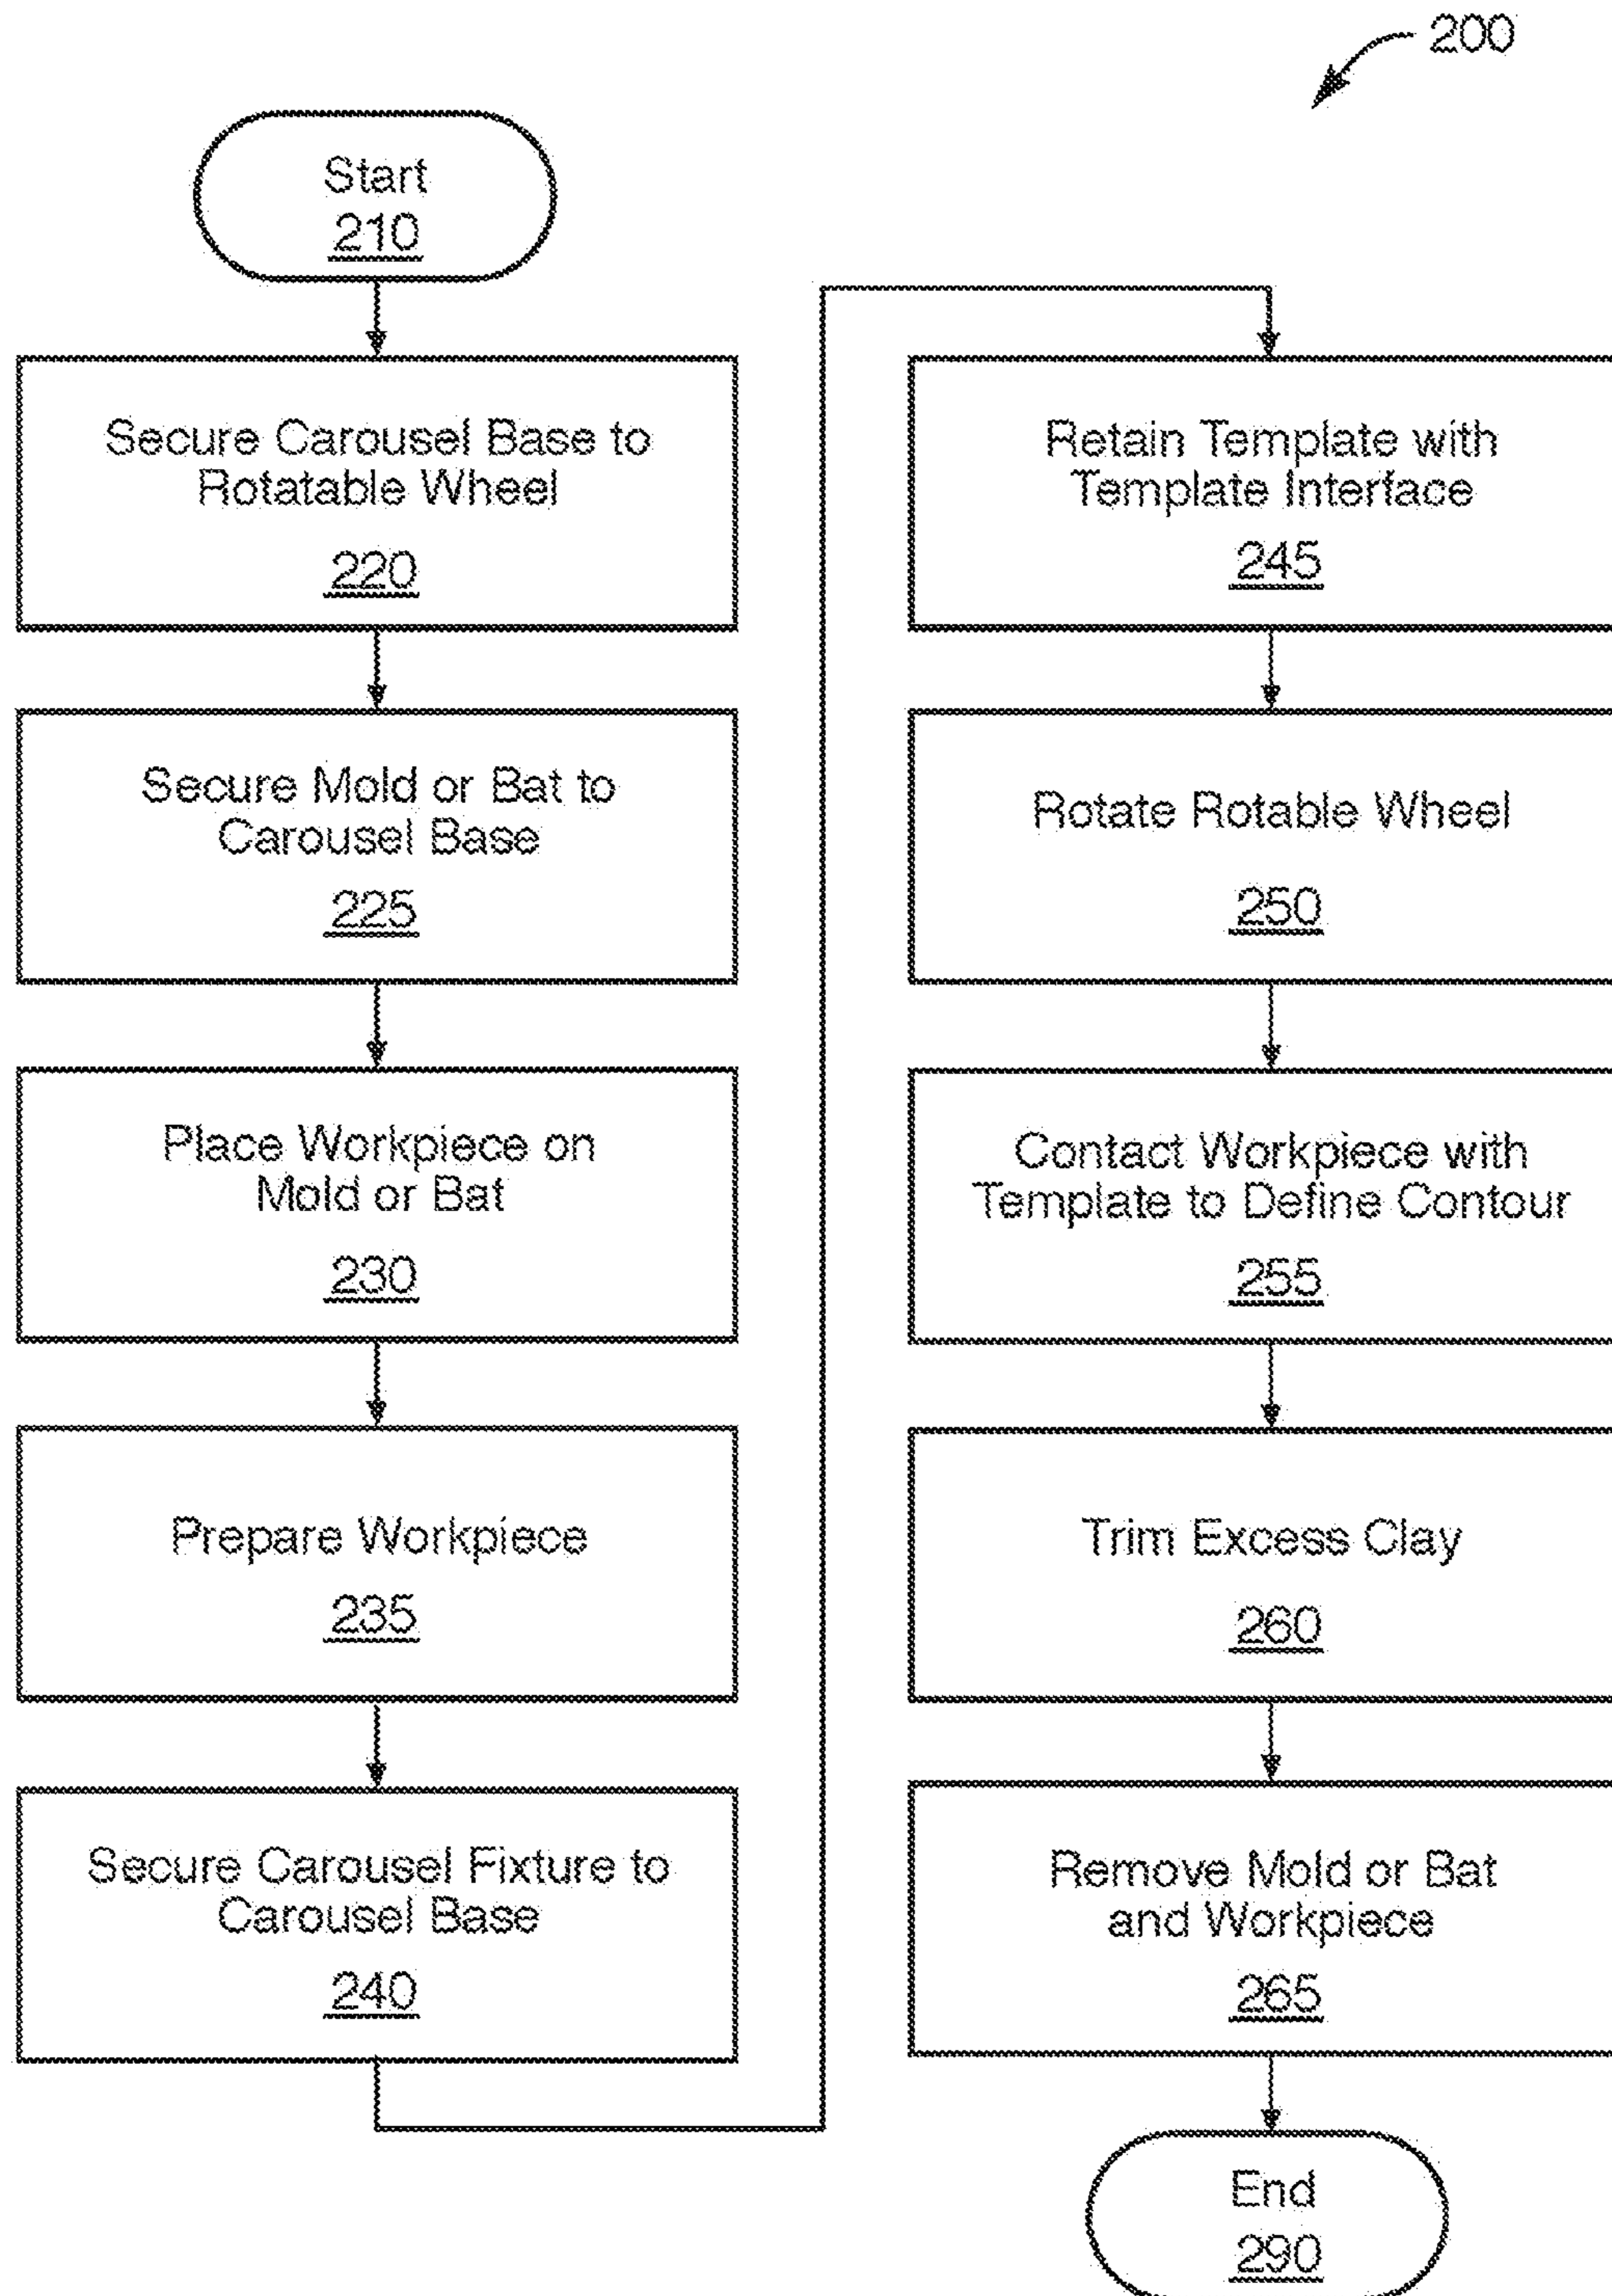 200
Start
210
Secure Carousel Base to
Rotatable Wheel
220
Secure Mold or Bat to
Carousel Base
225
Place Workpiece on
Mold or Bat
230
Prepare Workpiece
235
Secure Carousel Fixture to
Carousel Base
240
Retain Template with
Template Interface
245
Rotate Rotable Wheel
250
Contact Workpiece with
Template to Define Contour
255
Trim Excess Clay
260
Remove Mold or Bat
and Workpiece
265
End
290